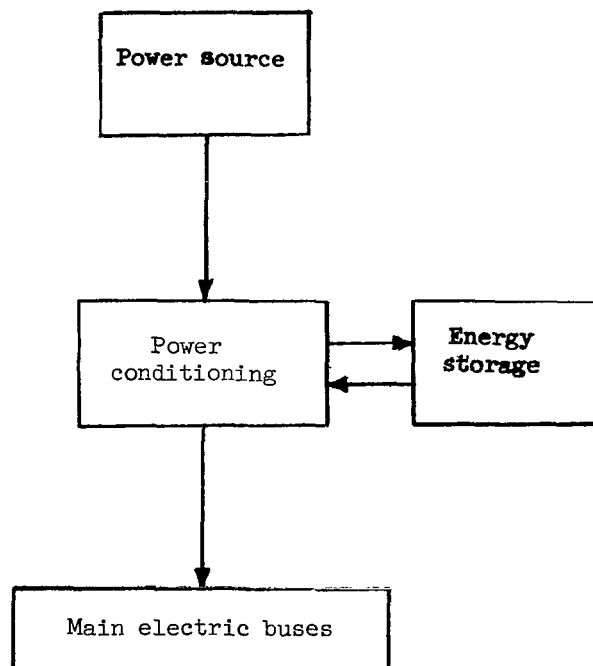 Power source
Power
conditioning
Energy
storage
Main electric buses